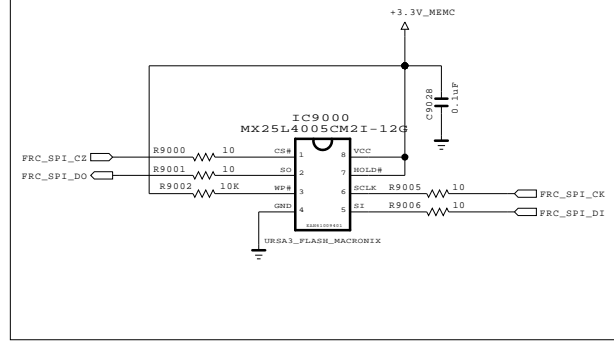 +3.3V_MEMC
C9028
0.1uF
IC9000
MX25L4005CM2I-12G
FRC_SPI_CZ
R9000
10
CS#
1
8
VCC
FRC_SPI_DO
R9001
10
SO
2
7
HOLD#
R9002
10K
WP#
3
6
SCLK
R9005
10
FRC_SPI_CK
GND
4
5
SI
R9006
10
FRC_SPI_DI
URSA3_FLASH_MACRONIX